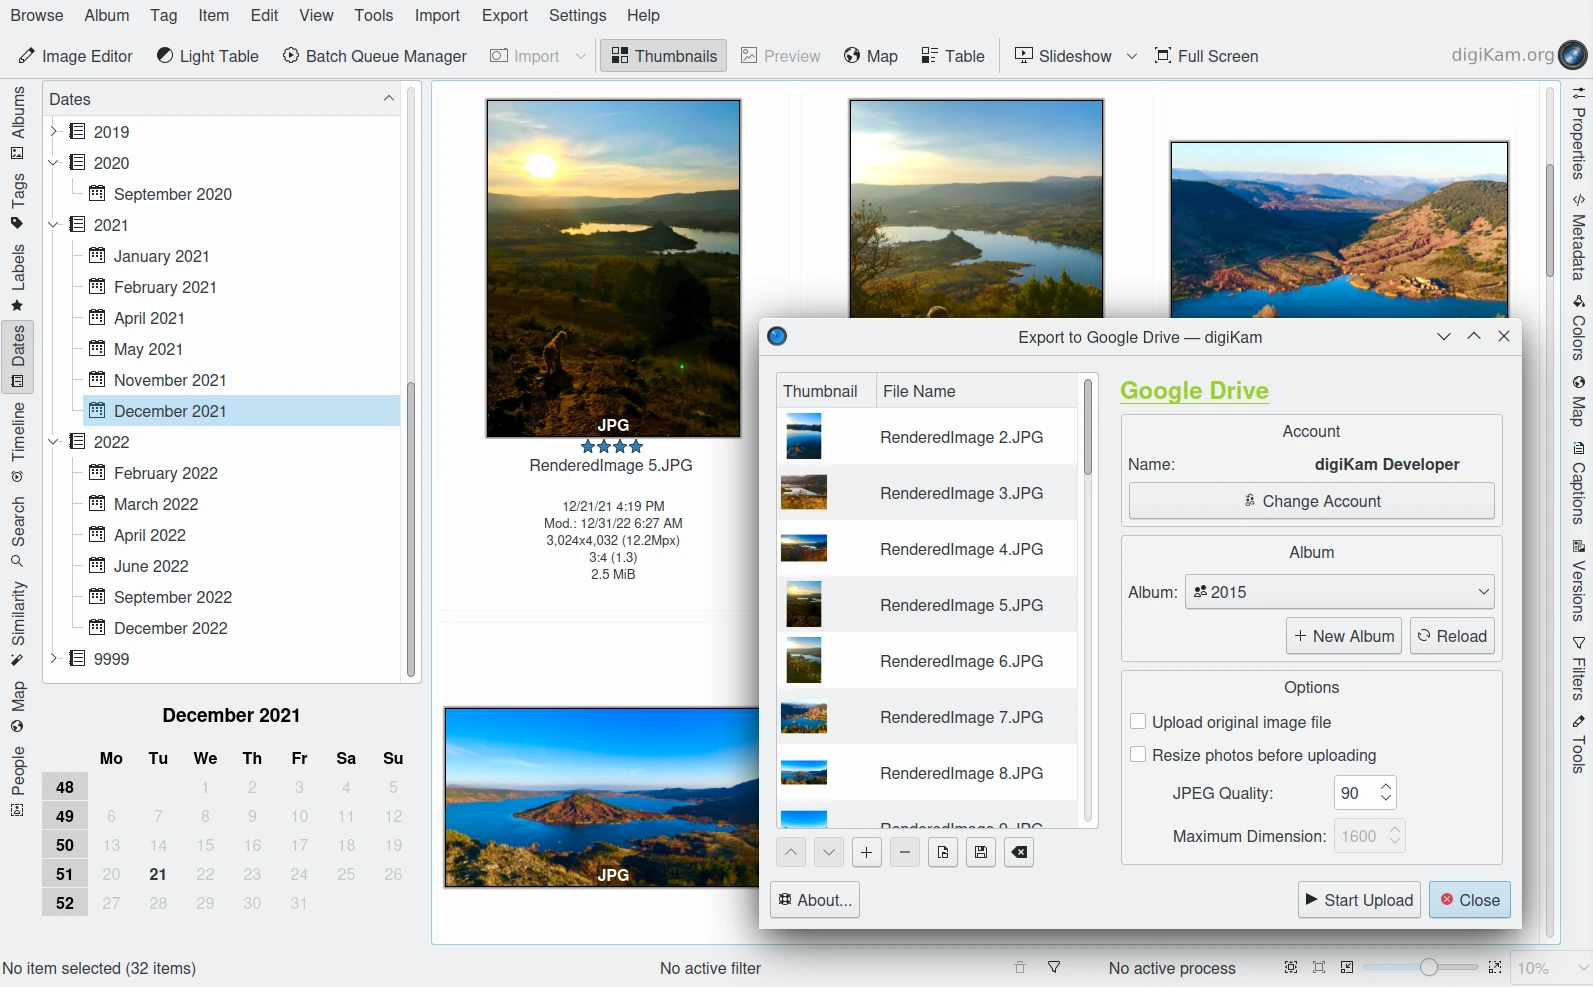 Browse Album Tag Item Edit View Tools Import Export Settings Help
Image Editor Light Table Batch Queue Manager Import Thumbnails Preview Map Table Slideshow Full Screen digiKam.org
Albums
Tags
Labels
Dates
Timeline
Search
Similarity
Map
People
Dates
2019
2020
September 2020
2021
January 2021
February 2021
April 2021
May 2021
November 2021
December 2021
2022
February 2022
March 2022
April 2022
June 2022
September 2022
December 2022
9999
December 2021
Mo Tu We Th Fr Sa Su
48 1 2 3 4 5
49 6 7 8 9 10 11 12
50 13 14 15 16 17 18 19
51 20 21 22 23 24 25 26
52 27 28 29 30 31
JPG
RenderedImage 5.JPG
12/21/21 4:19 PM
Mod.: 12/31/22 6:27 AM
3,024x4,032 (12.2Mpx)
3:4 (1.3)
2.5 MiB
JPG
Export to Google Drive — digiKam
Thumbnail File Name
RenderedImage 2.JPG
RenderedImage 3.JPG
RenderedImage 4.JPG
RenderedImage 5.JPG
RenderedImage 6.JPG
RenderedImage 7.JPG
RenderedImage 8.JPG
RenderedImage 9.JPG
Google Drive
Account
Name: digiKam Developer
Change Account
Album
Album: 2015
New Album Reload
Options
Upload original image file
Resize photos before uploading
JPEG Quality: 90
Maximum Dimension: 1600
About... Start Upload Close
Properties
Metadata
Colors
Map
Captions
Versions
Filters
Tools
No item selected (32 items) No active filter No active process 10%